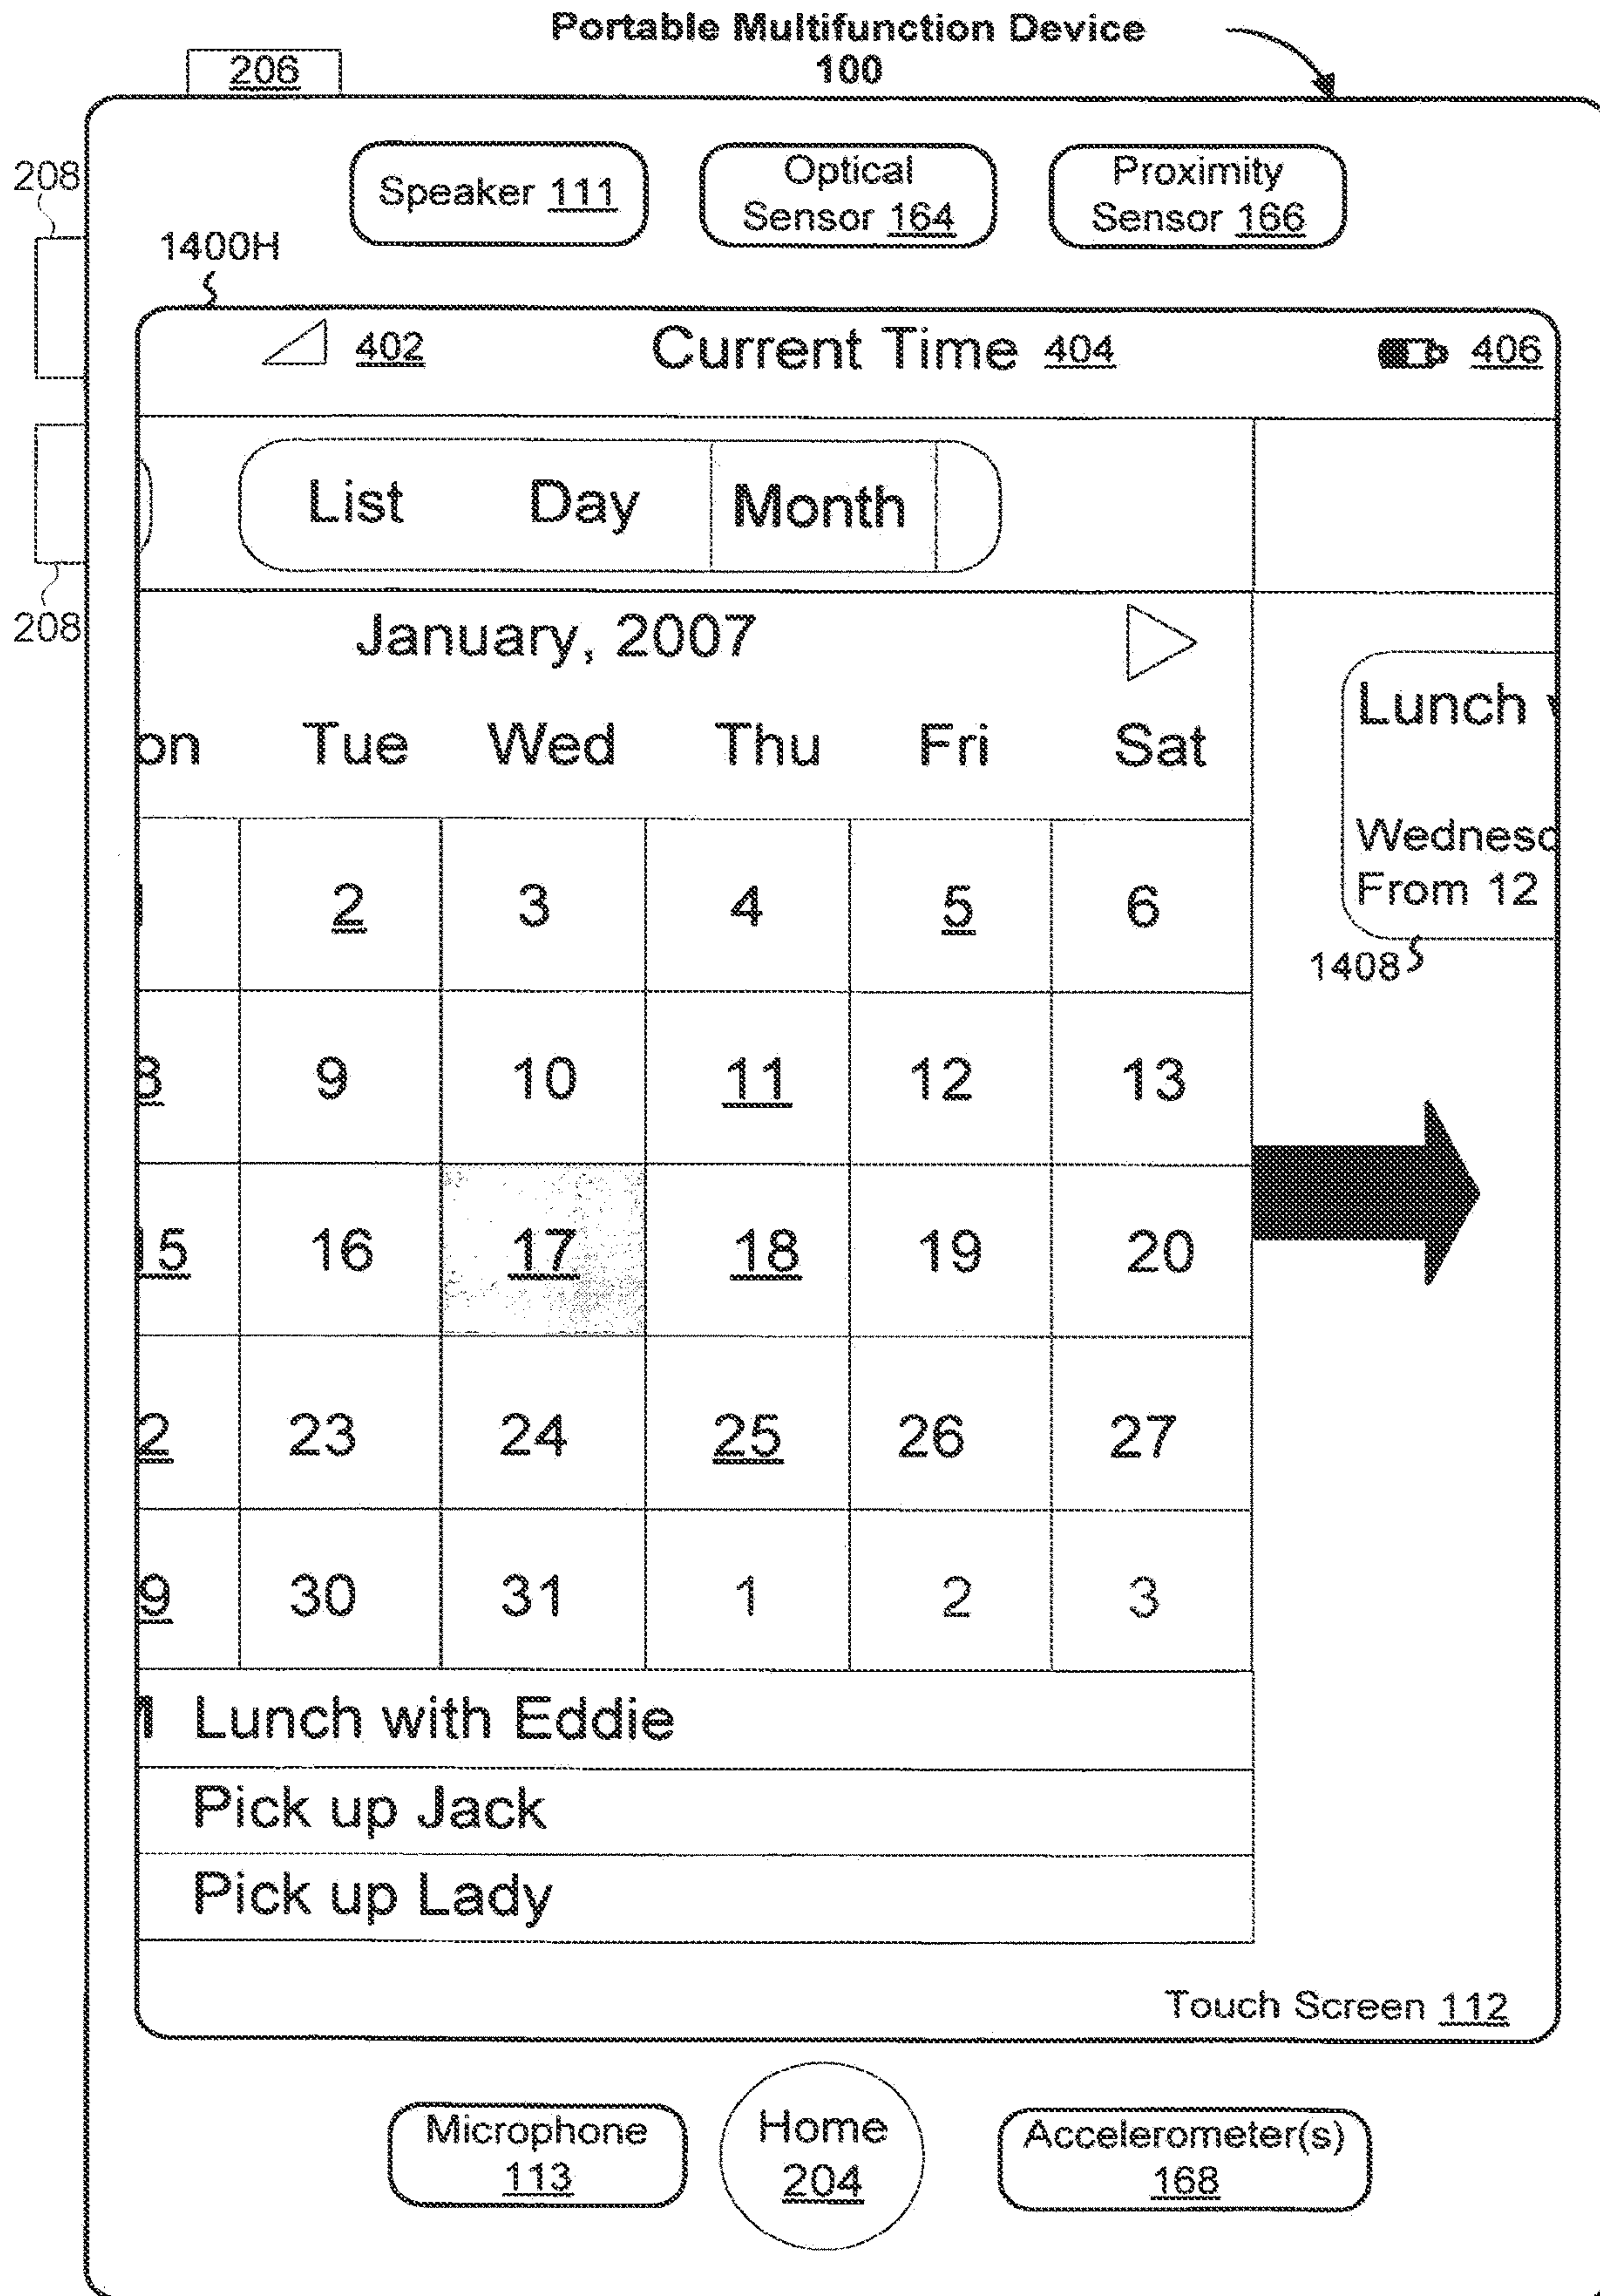 Portable Multifunction Device
100
206
208
Speaker 111
Optical
Sensor 164
Proximity
Sensor 166
1400H
402
Current Time 404
406
208
List Day Month
January, 2007
on Tue Wed Thu Fri Sat
Lunch
Wednesd
From 12
1408
2 3 4 5 6
8 9 10 11 12 13
15 16 17 18 19 20
2 23 24 25 26 27
9 30 31 1 2 3
Lunch with Eddie
Pick up Jack
Pick up Lady
Touch Screen 112
Microphone
113
Home
204
Accelerometer(s)
168